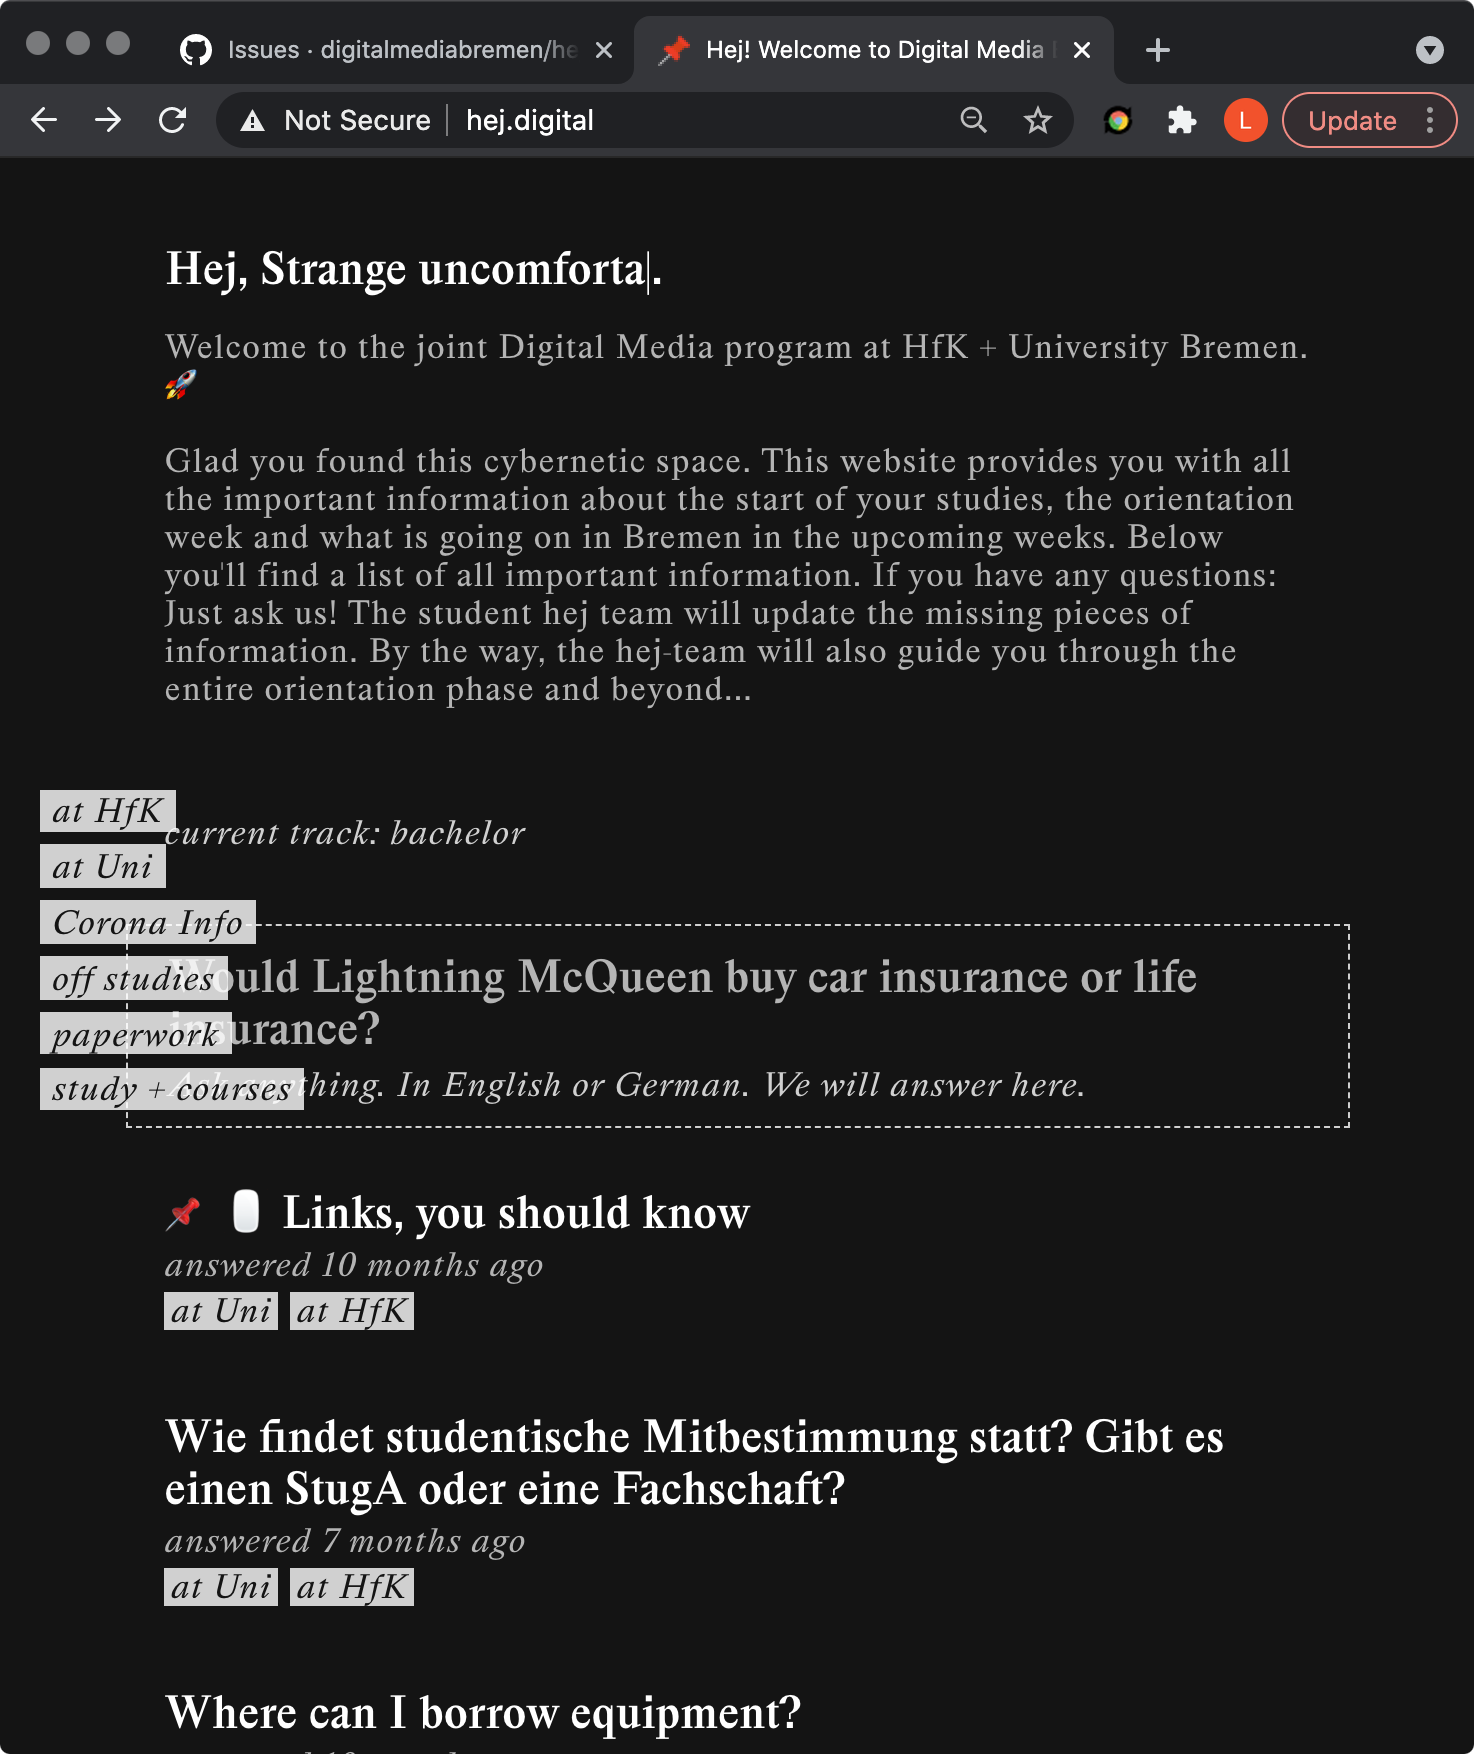 Issues · digitalmediabremen/he
Hej! Welcome to Digital Media
Not Secure | hej.digital
L
Update
Hej, Strange uncomforta|.
Welcome to the joint Digital Media program at HfK + University Bremen.
🚀
Glad you found this cybernetic space. This website provides you with all
the important information about the start of your studies, the orientation
week and what is going on in Bremen in the upcoming weeks. Below
you'll find a list of all important information. If you have any questions:
Just ask us! The student hej team will update the missing pieces of
information. By the way, the hej-team will also guide you through the
entire orientation phase and beyond...
at HfK
current track: bachelor
at Uni
Corona Info
off studies
Would Lightning McQueen buy car insurance or life
insurance?
paperwork
study + courses
Ask anything. In English or German. We will answer here.
📌 Links, you should know
answered 10 months ago
at Uni at HfK
Wie findet studentische Mitbestimmung statt? Gibt es
einen StugA oder eine Fachschaft?
answered 7 months ago
at Uni at HfK
Where can I borrow equipment?